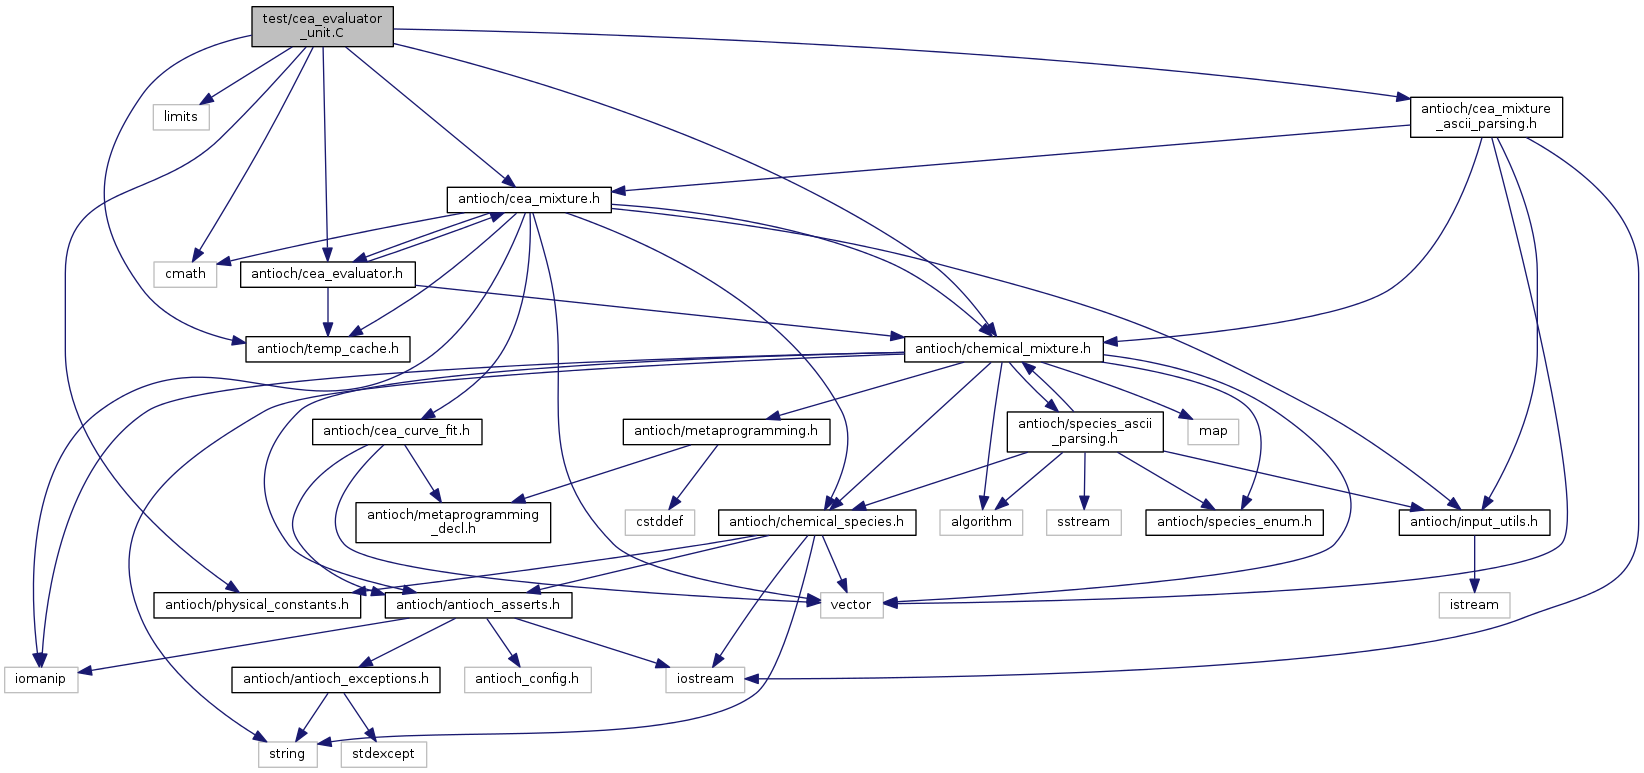 test/cea_evaluator
_unit.C
limits
antioch/cea_mixture
_ascii_parsing.h
antioch/cea_mixture.h
cmath
antioch/cea_evaluator.h
antioch/temp_cache.h
antioch/chemical_mixture.h
antioch/cea_curve_fit.h
antioch/metaprogramming.h
antioch/species_ascii
_parsing.h
map
antioch/metaprogramming
_decl.h
cstddef
antioch/chemical_species.h
algorithm
sstream
antioch/species_enum.h
antioch/input_utils.h
antioch/physical_constants.h
antioch/antioch_asserts.h
vector
istream
iomanip
antioch/antioch_exceptions.h
antioch_config.h
iostream
string
stdexcept